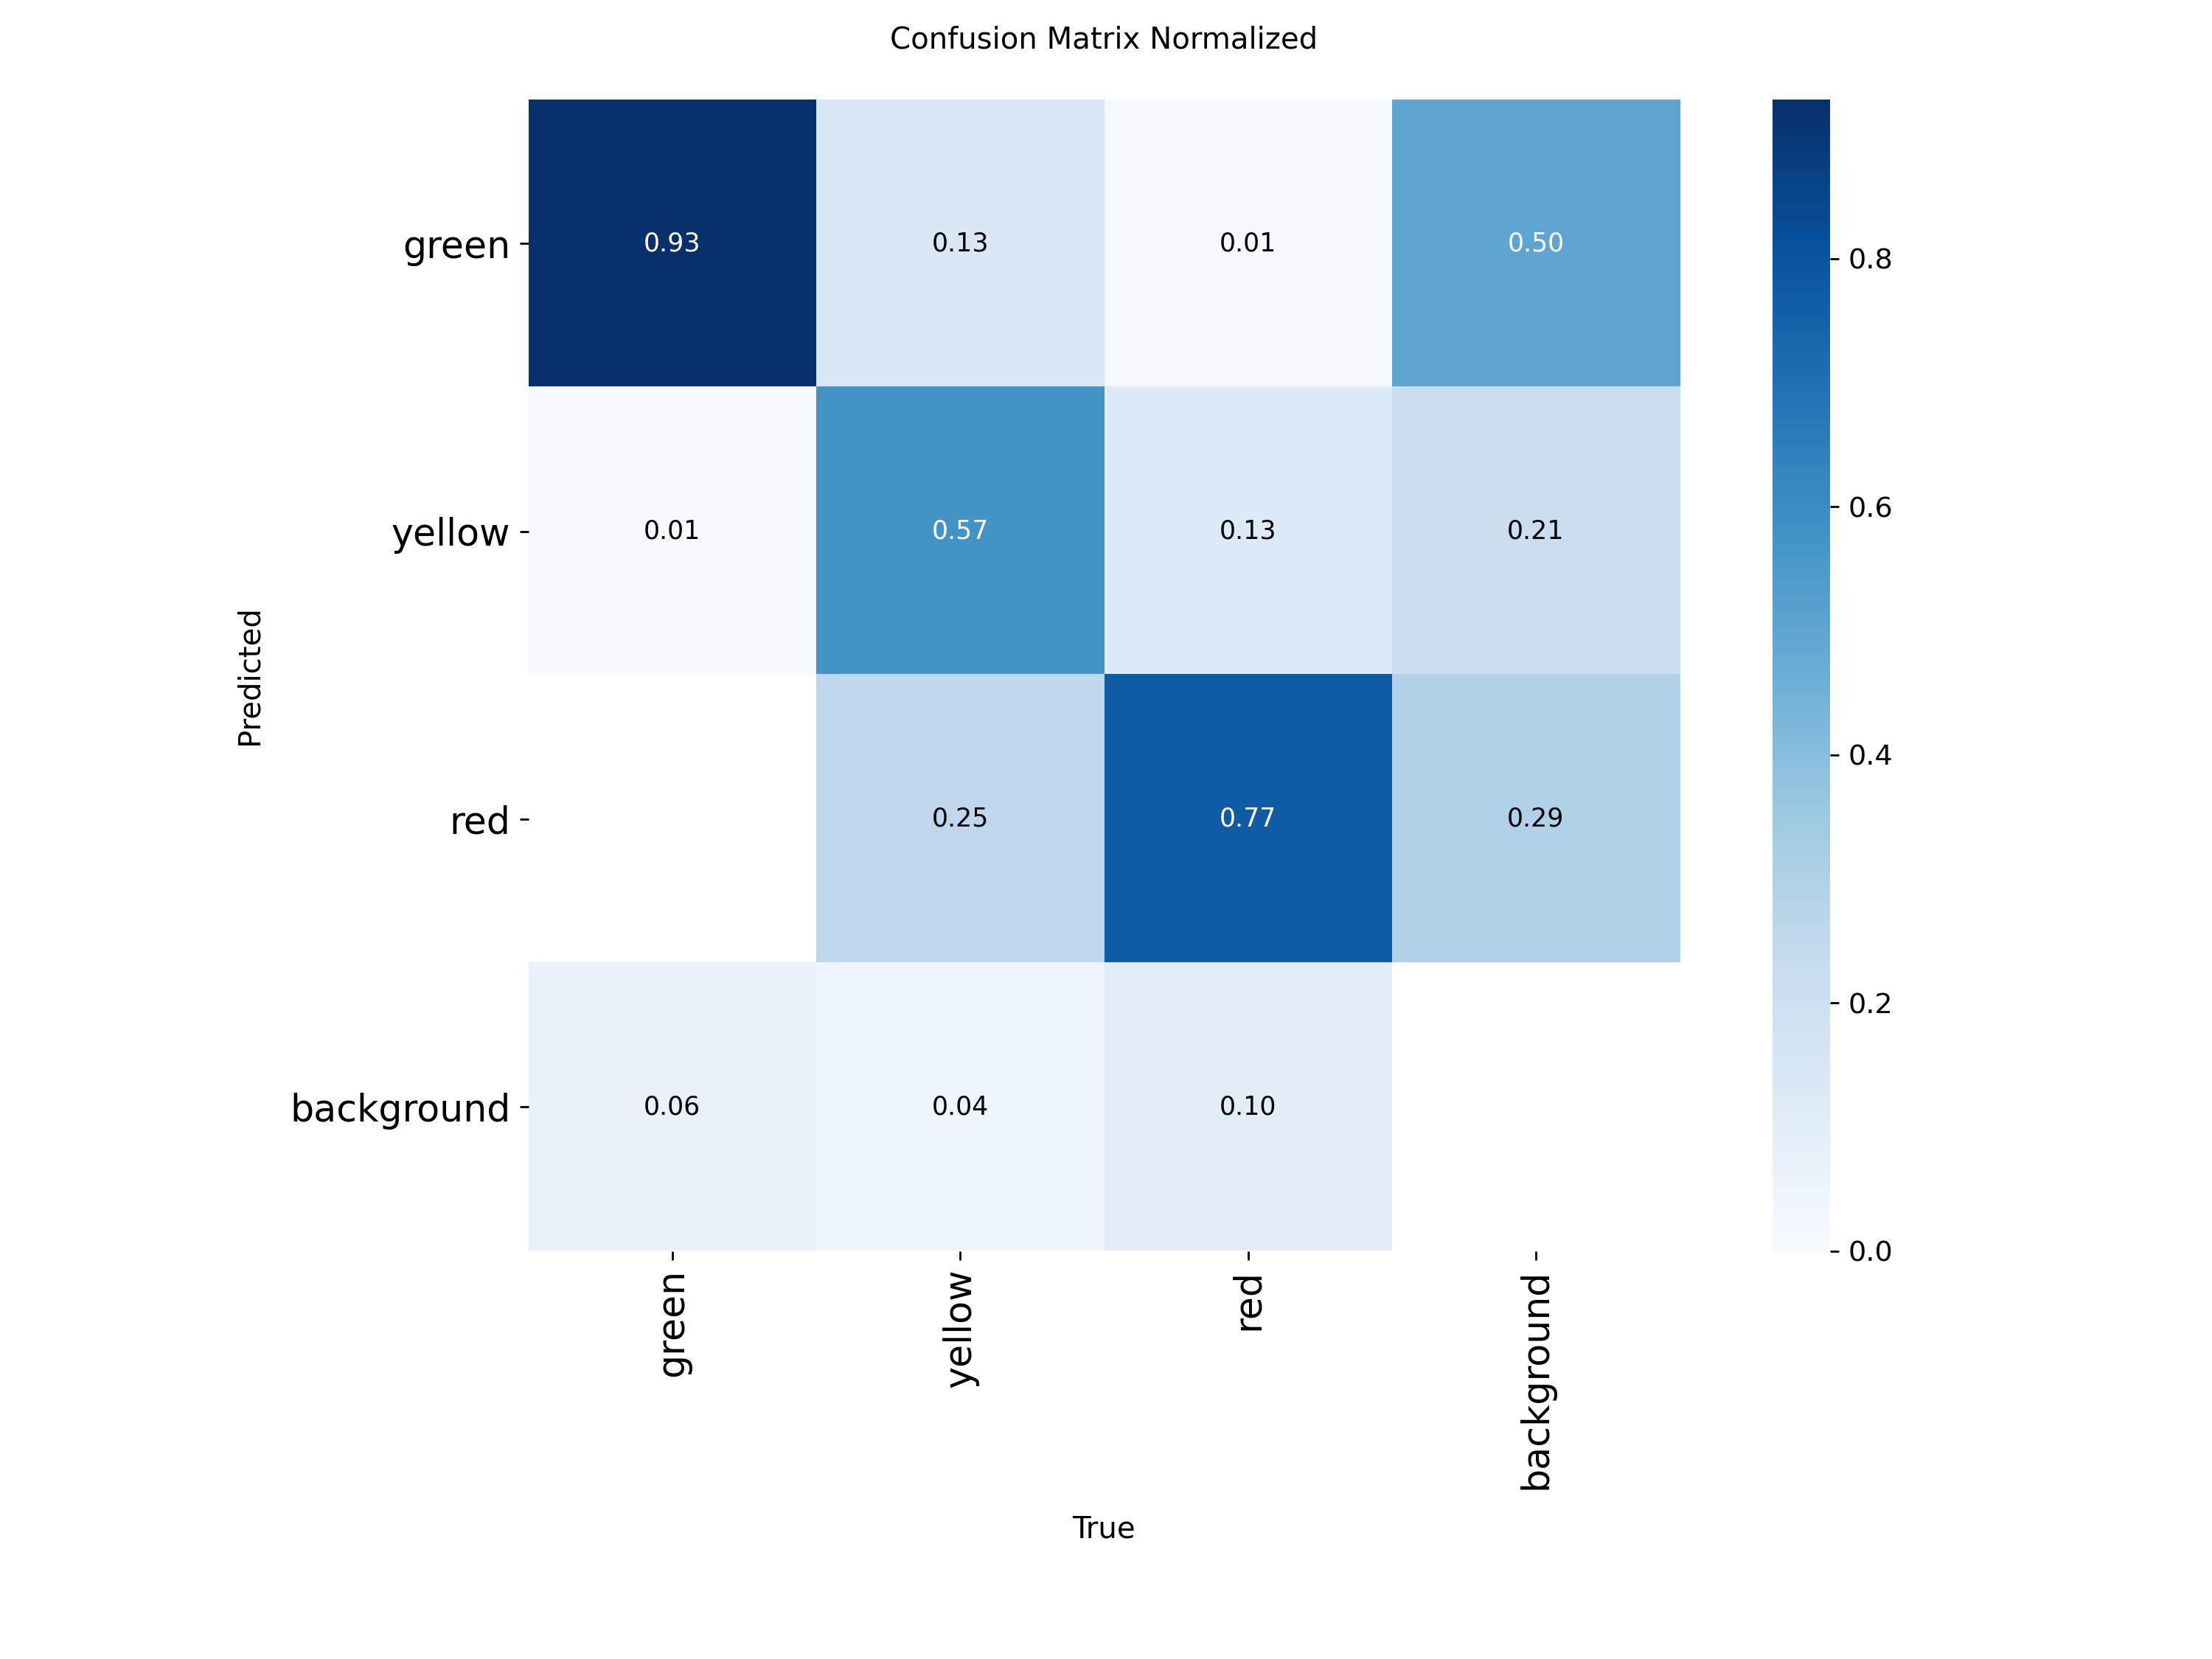 Confusion Matrix Normalized
green
0.93
0.13
0.01
0.50
yellow
0.01
0.57
0.13
0.21
red
0.25
0.77
0.29
background
0.06
0.04
0.10
Predicted
green
yellow
red
background
True
0.8
0.6
0.4
0.2
0.0